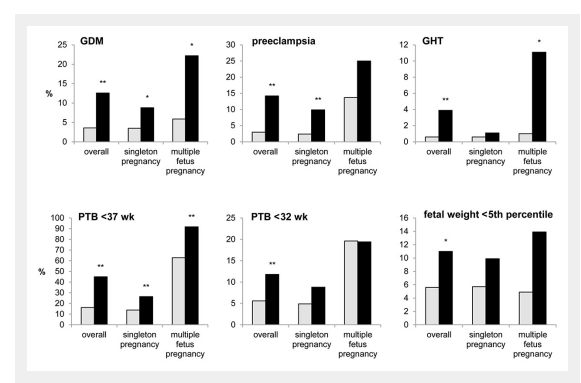 GDM
25
20
15
10
5
0
%
**
*
*
overall
singleton pregnancy
multiple fetus pregnancy
preeclampsia
30
25
20
15
10
5
0
**
**
overall
singleton pregnancy
multiple fetus pregnancy
GHT
12
10
8
6
4
2
0
**
*
overall
singleton pregnancy
multiple fetus pregnancy
PTB <37 wk
100
90
80
70
60
50
40
30
20
10
0
%
**
**
**
overall
singleton pregnancy
multiple fetus pregnancy
PTB <32 wk
25
20
15
10
5
0
**
overall
singleton pregnancy
multiple fetus pregnancy
fetal weight <5th percentile
16
14
12
10
8
6
4
2
0
*
overall
singleton pregnancy
multiple fetus pregnancy